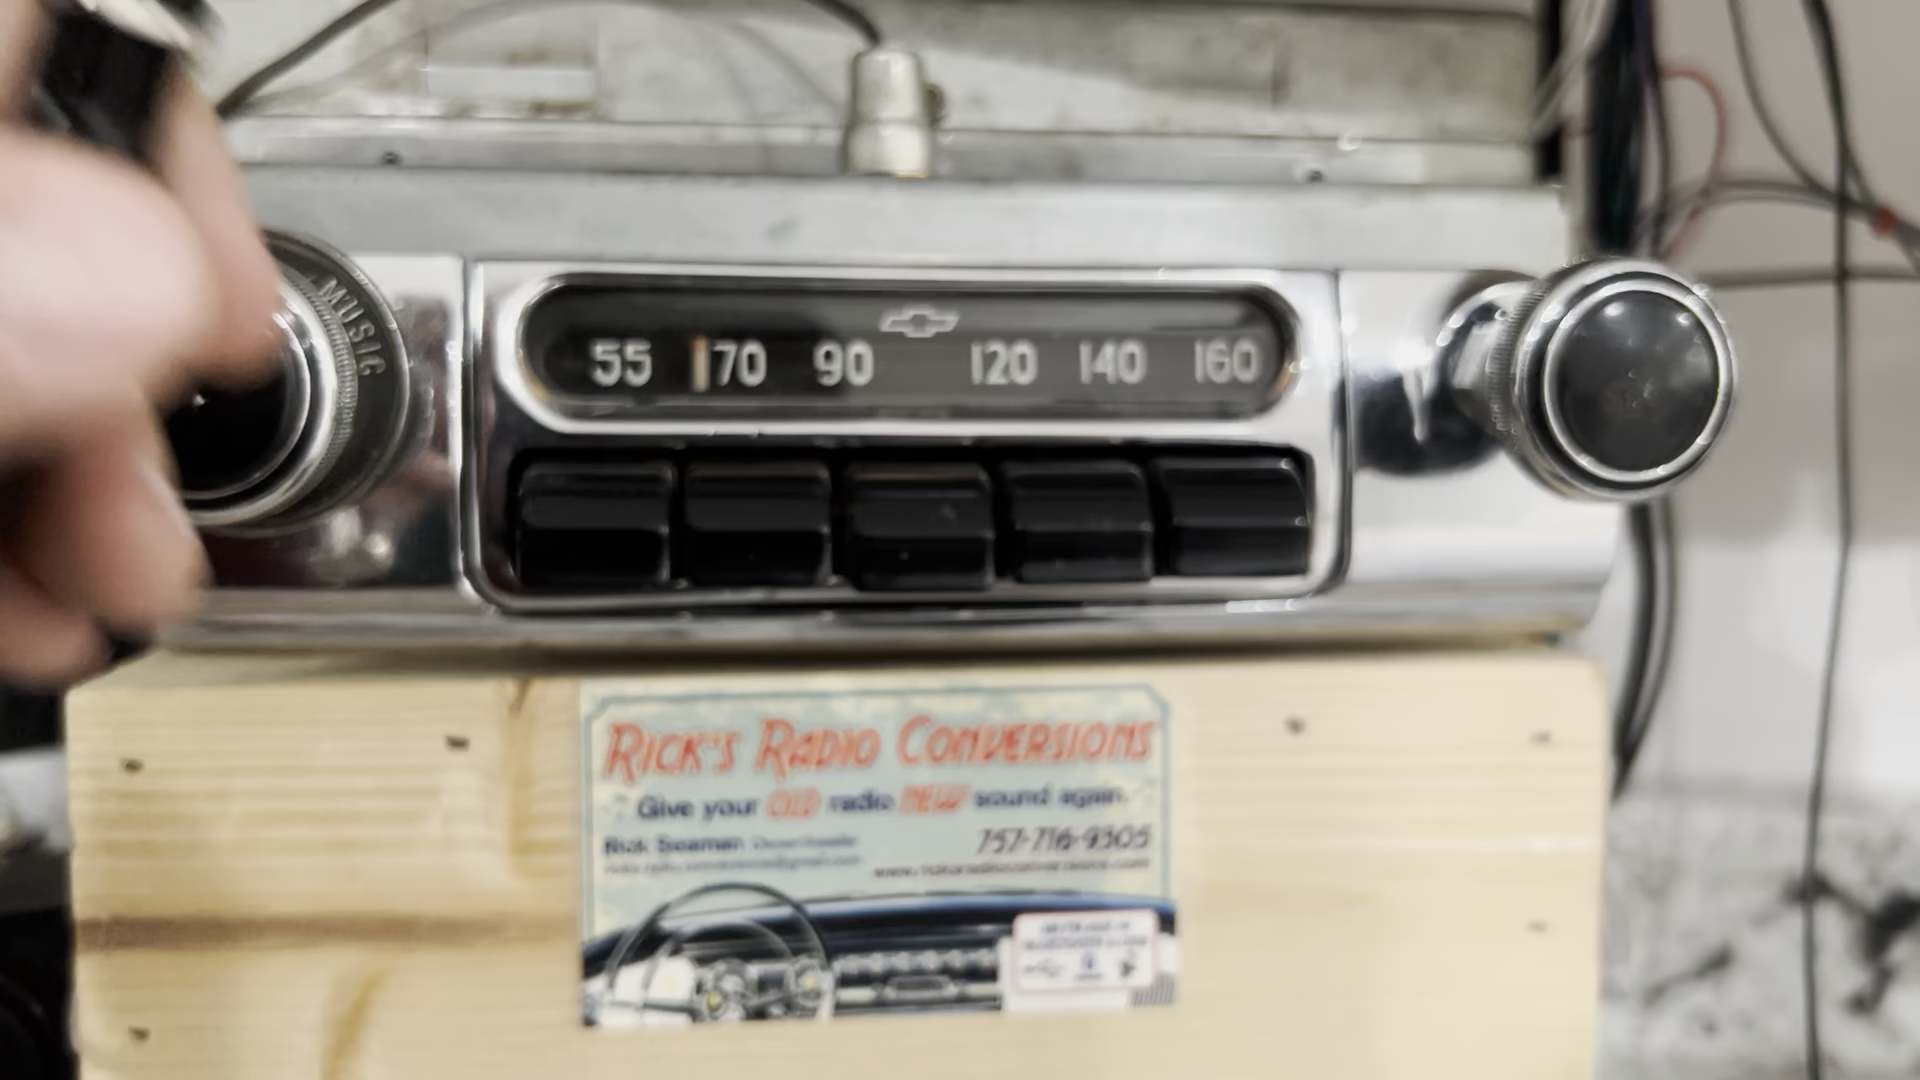 MUSIC
55 70 90 120 140 160
RICK'S RADIO CONVERSIONS
Give your OLD radio NEW sound again.
Rick Seaman
757-716-9305